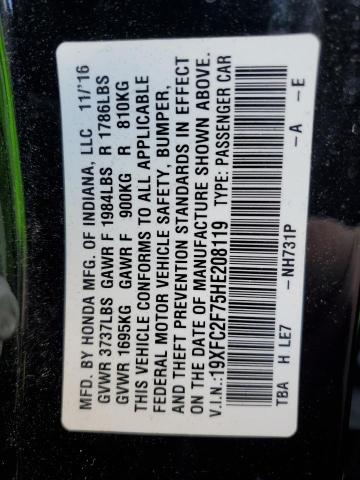 MFD. BY HONDA MFG. OF INDIANA, LLC 11/'16
GVWR 3737LBS GAWR F 1984LBS R 1786LBS
GVWR 1695KG GAWR F 900KG R 810KG
THIS VEHICLE CONFORMS TO ALL APPLICABLE
FEDERAL MOTOR VEHICLE SAFETY, BUMPER,
AND THEFT PREVENTION STANDARDS IN EFFECT
ON THE DATE OF MANUFACTURE SHOWN ABOVE.
V.I.N.:19XFC2F75HE208119 TYPE: PASSENGER CAR
TBA H LE7 -NH731P -A -E